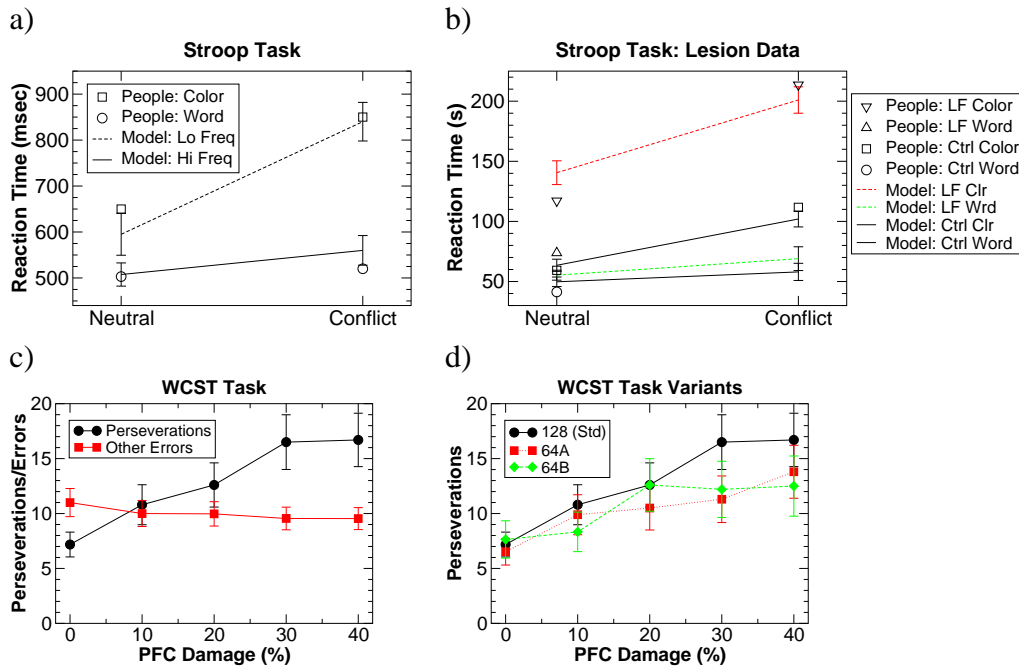 a)
Stroop Task
Reaction Time (msec)
900
800
700
600
500
People: Color
People: Word
Model: Lo Freq
Model: Hi Freq
Neutral
Conflict
b)
Stroop Task: Lesion Data
Reaction Time (s)
200
150
100
50
Neutral
Conflict
People: LF Color
People: LF Word
People: Ctrl Color
People: Ctrl Word
Model: LF Clr
Model: LF Wrd
Model: Ctrl Clr
Model: Ctrl Word
c)
WCST Task
Perseverations/Errors
20
15
10
5
0
Perseverations
Other Errors
0 10 20 30 40
PFC Damage (%)
d)
WCST Task Variants
Perseverations
20
15
10
5
0
128 (Std)
64A
64B
0 10 20 30 40
PFC Damage (%)